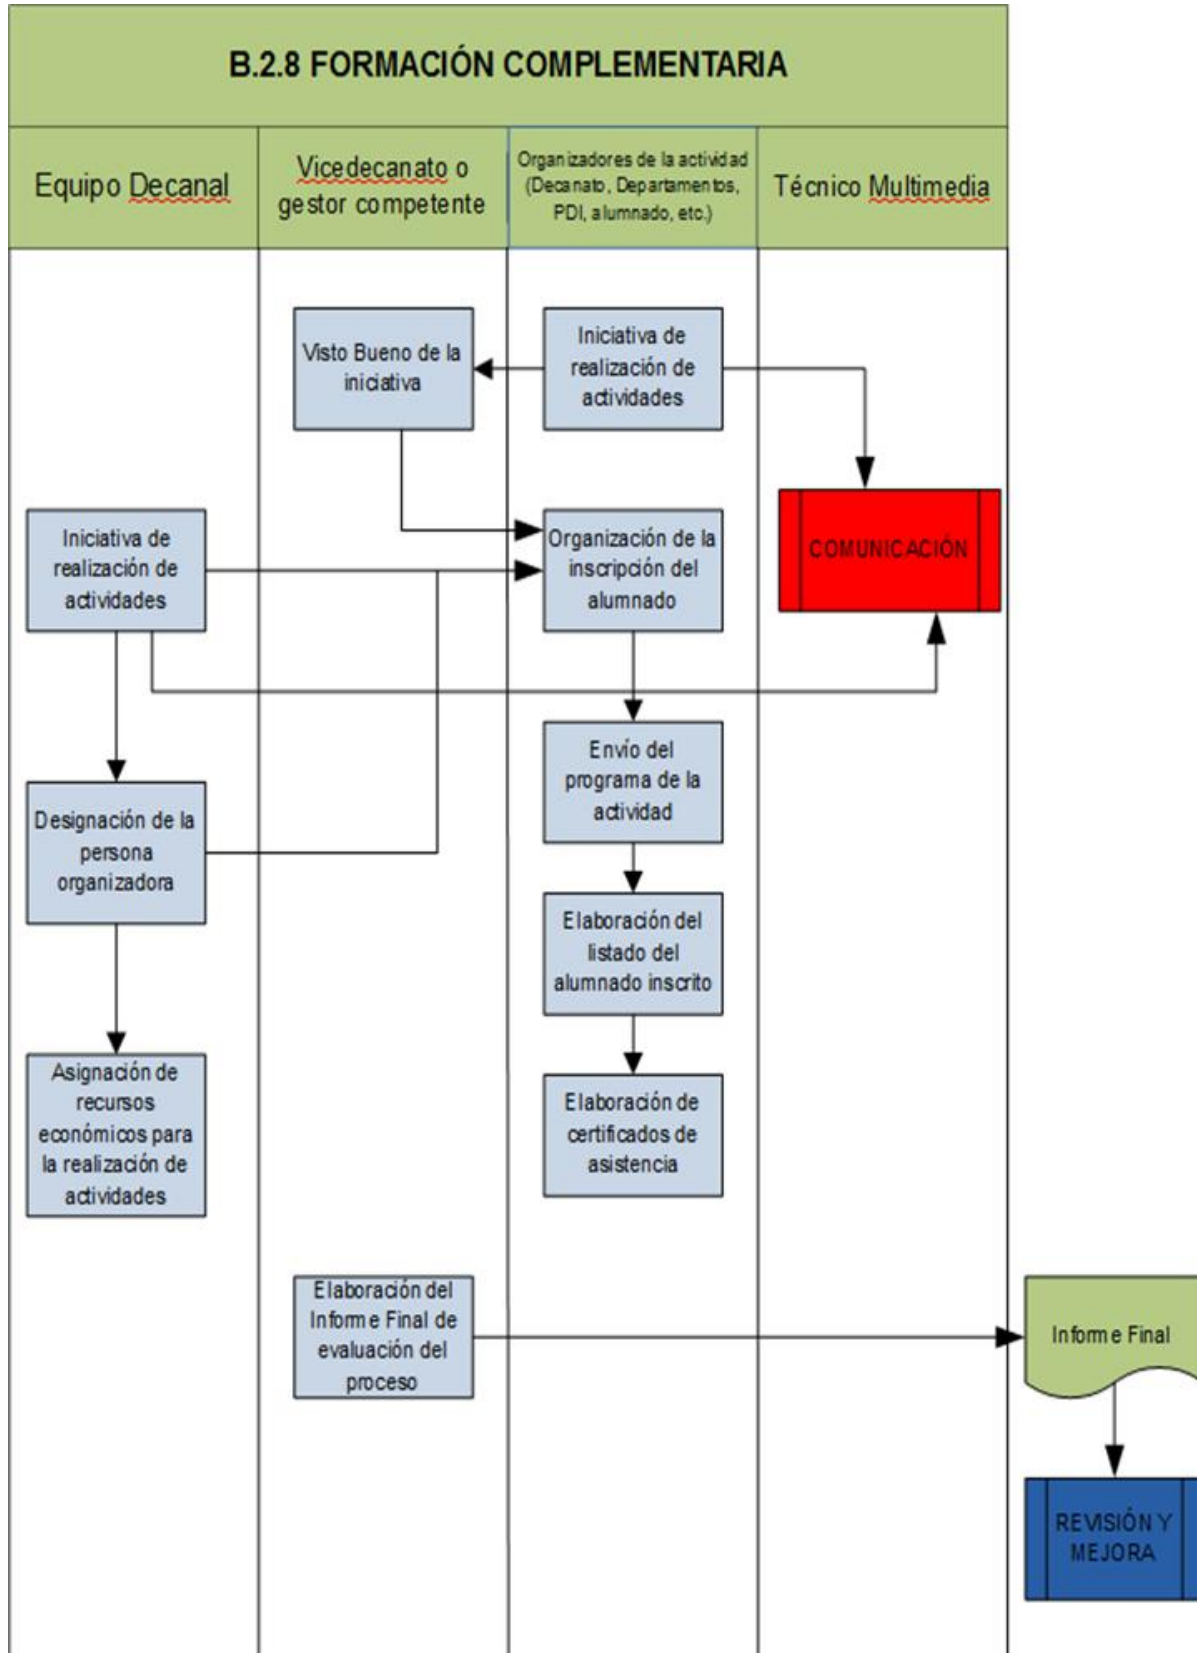 B.2.8 FORMACIÓN COMPLEMENTARIA
Equipo Decanal
Vicedecanato o
gestor competente
Organizadores de la actividad
(Decanato, Departamentos,
PDI, alumnado, etc.)
Técnico Multimedia
Visto Bueno de la
iniciativa
Iniciativa de
realización de
actividades
Iniciativa de
realización de
actividades
Organización de la
inscripción del
alumnado
COMUNICACIÓN
Envío del
programa de la
actividad
Designación de la
persona
organizadora
Elaboración del
listado del
alumnado inscrito
Asignación de
recursos
económicos para
la realización de
actividades
Elaboración de
certificados de
asistencia
Elaboración del
Informe Final de
evaluación del
proceso
Informe Final
REVISIÓN Y
MEJORA